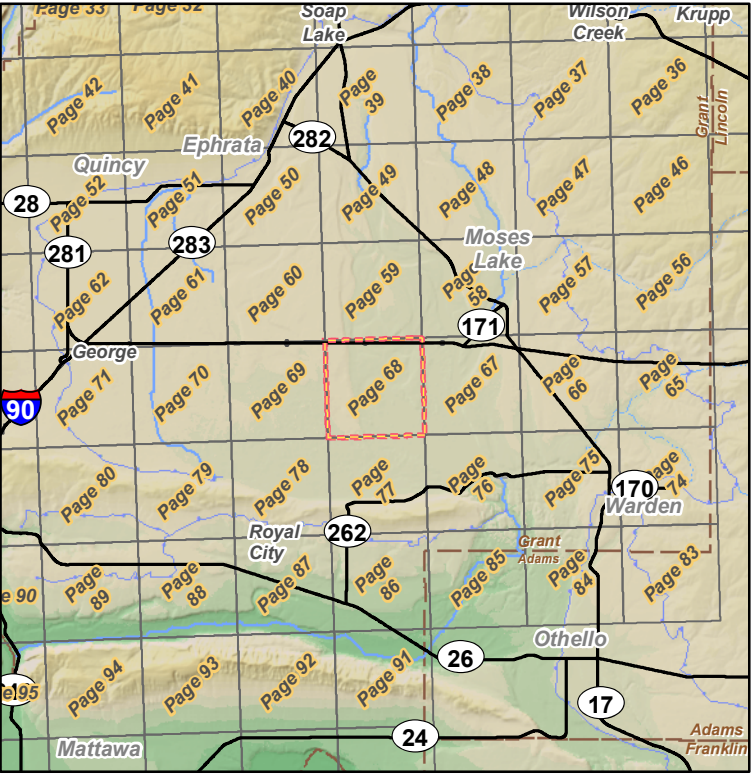 Page 33
Page 32
Soap
Lake
Wilson
Creek
Krupp
Page 42
Page 41
Page 40
Page
39
Page 38
Page 37
Page 36
Grant
Lincoln
282
Ephrata
Quincy
Page 52
Page 51
Page 50
Page 49
Page 48
Page 47
Page 46
28
281
283
Moses
Lake
Page 62
Page 61
Page 60
Page 59
Page
58
Page 57
Page 56
171
George
90
Page 71
Page 70
Page 69
Page 68
Page 67
Page
66
Page
65
Page 80
Page 79
Page 78
Page
77
Page
76
Page 75
Page
74
170
Warden
262
Royal
City
Grant
Adams
e 90
Page
89
Page
88
Page 87
Page
86
Page 85
Page
84
Page 83
Othello
26
Page 94
Page 93
Page 92
Page 91
e 95
17
24
Mattawa
Adams
Franklin